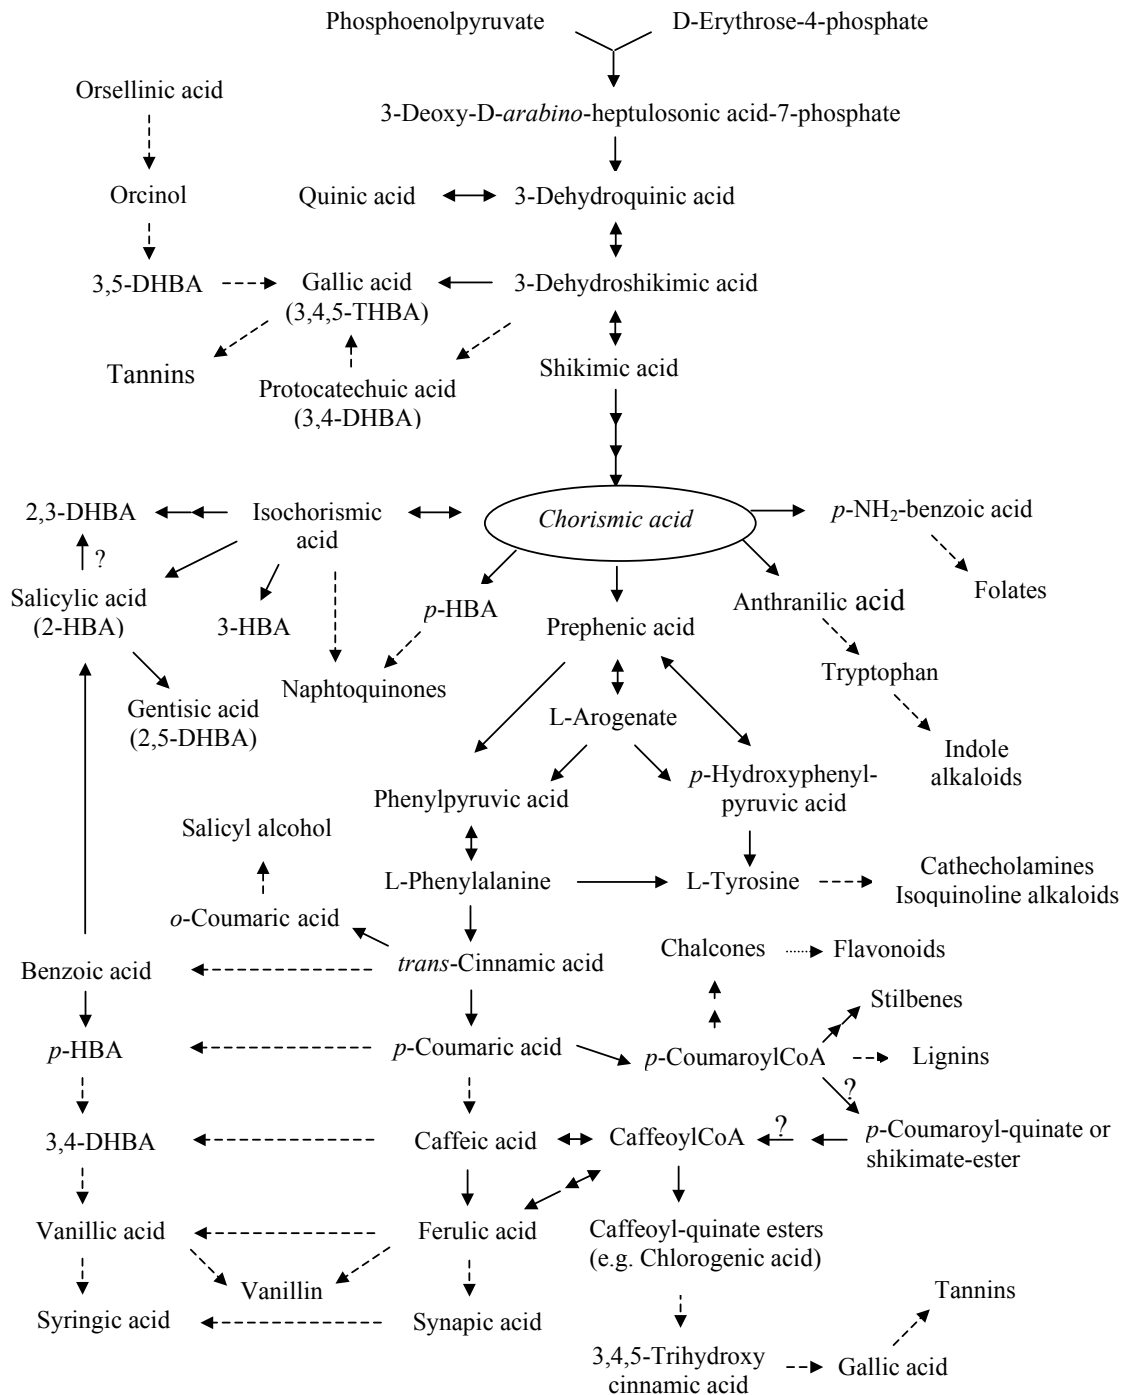 Phosphoenolpyruvate
D-Erythrose-4-phosphate
Orsellinic acid
3-Deoxy-D-arabino-heptulosonic acid-7-phosphate
Orcinol
Quinic acid
3-Dehydroquinic acid
3,5-DHBA
Gallic acid
(3,4,5-THBA)
3-Dehydroshikimic acid
Tannins
Protocatechuic acid
(3,4-DHBA)
Shikimic acid
2,3-DHBA
Isochorismic
acid
Chorismic acid
p-NH₂-benzoic acid
?
Folates
Salicylic acid
(2-HBA)
3-HBA
p-HBA
Prephenic acid
Anthranilic acid
Tryptophan
Naphtoquinones
Gentisic acid
(2,5-DHBA)
L-Arogenate
Indole
alkaloids
Phenylpyruvic acid
p-Hydroxyphenyl-
pyruvic acid
Salicyl alcohol
L-Phenylalanine
L-Tyrosine
Cathecholamines
Isoquinoline alkaloids
o-Coumaric acid
Chalcones
Flavonoids
Benzoic acid
trans-Cinnamic acid
Stilbenes
p-HBA
p-Coumaric acid
p-CoumaroylCoA
Lignins
?
3,4-DHBA
Caffeic acid
CaffeoylCoA
?
p-Coumaroyl-quinate or
shikimate-ester
Vanillic acid
Ferulic acid
Caffeoyl-quinate esters
(e.g. Chlorogenic acid)
Vanillin
Syringic acid
Synapic acid
Tannins
3,4,5-Trihydroxy
cinnamic acid
Gallic acid